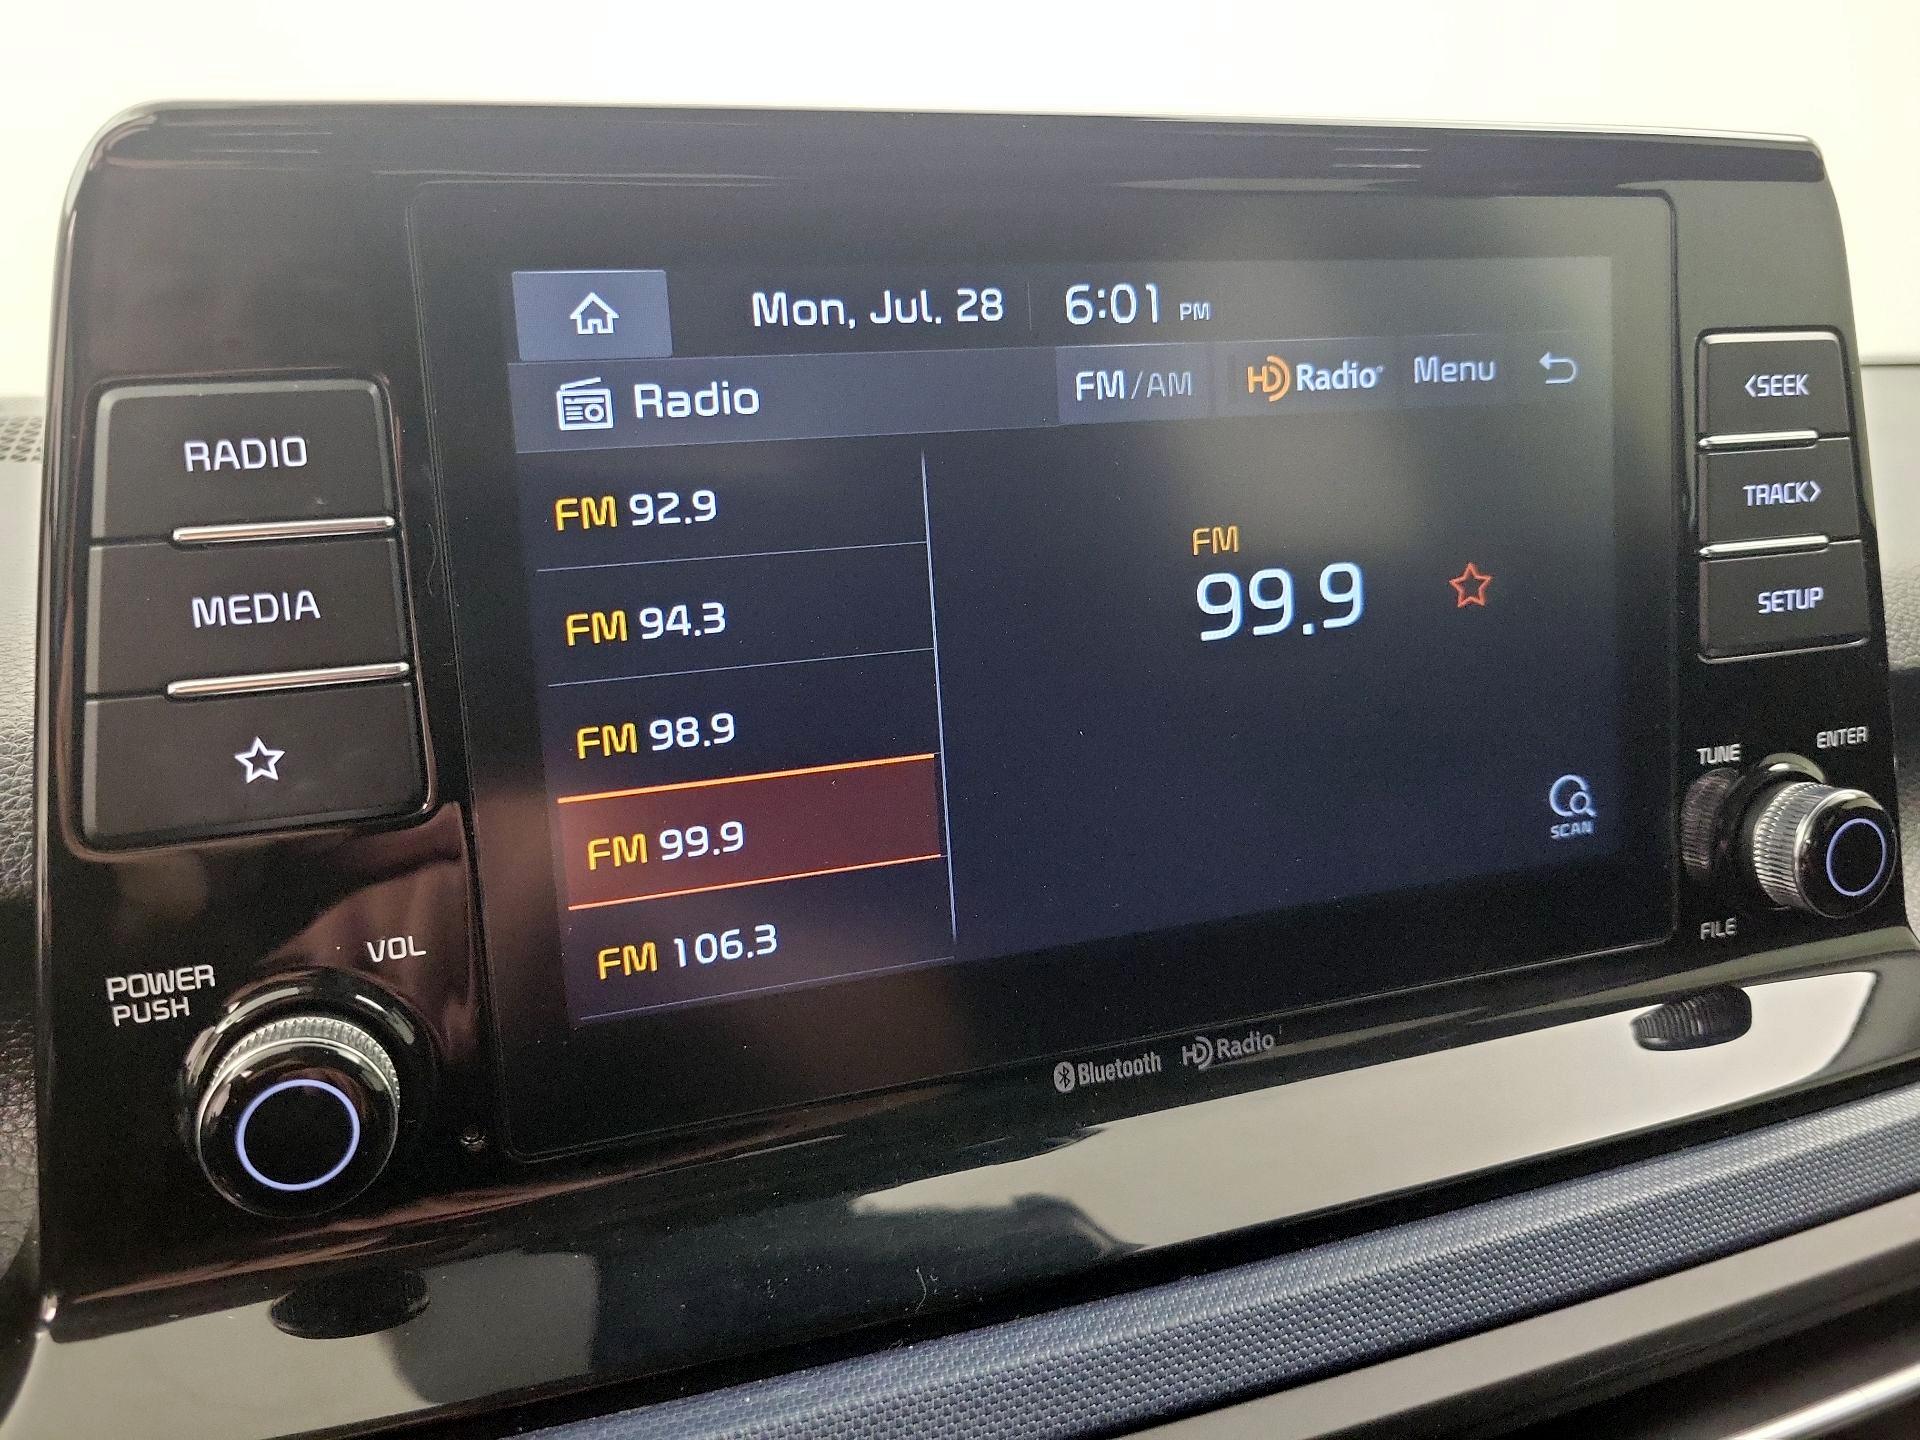 Mon, Jul. 28 6:01 PM
Radio FM/AM HD Radio Menu
FM 92.9
FM 94.3
FM 98.9
FM 99.9
FM 106.3
FM
99.9
SCAN
RADIO
MEDIA
POWER
PUSH
VOL
<SEEK
TRACK>
SETUP
TUNE
ENTER
FILE
Bluetooth HD Radio